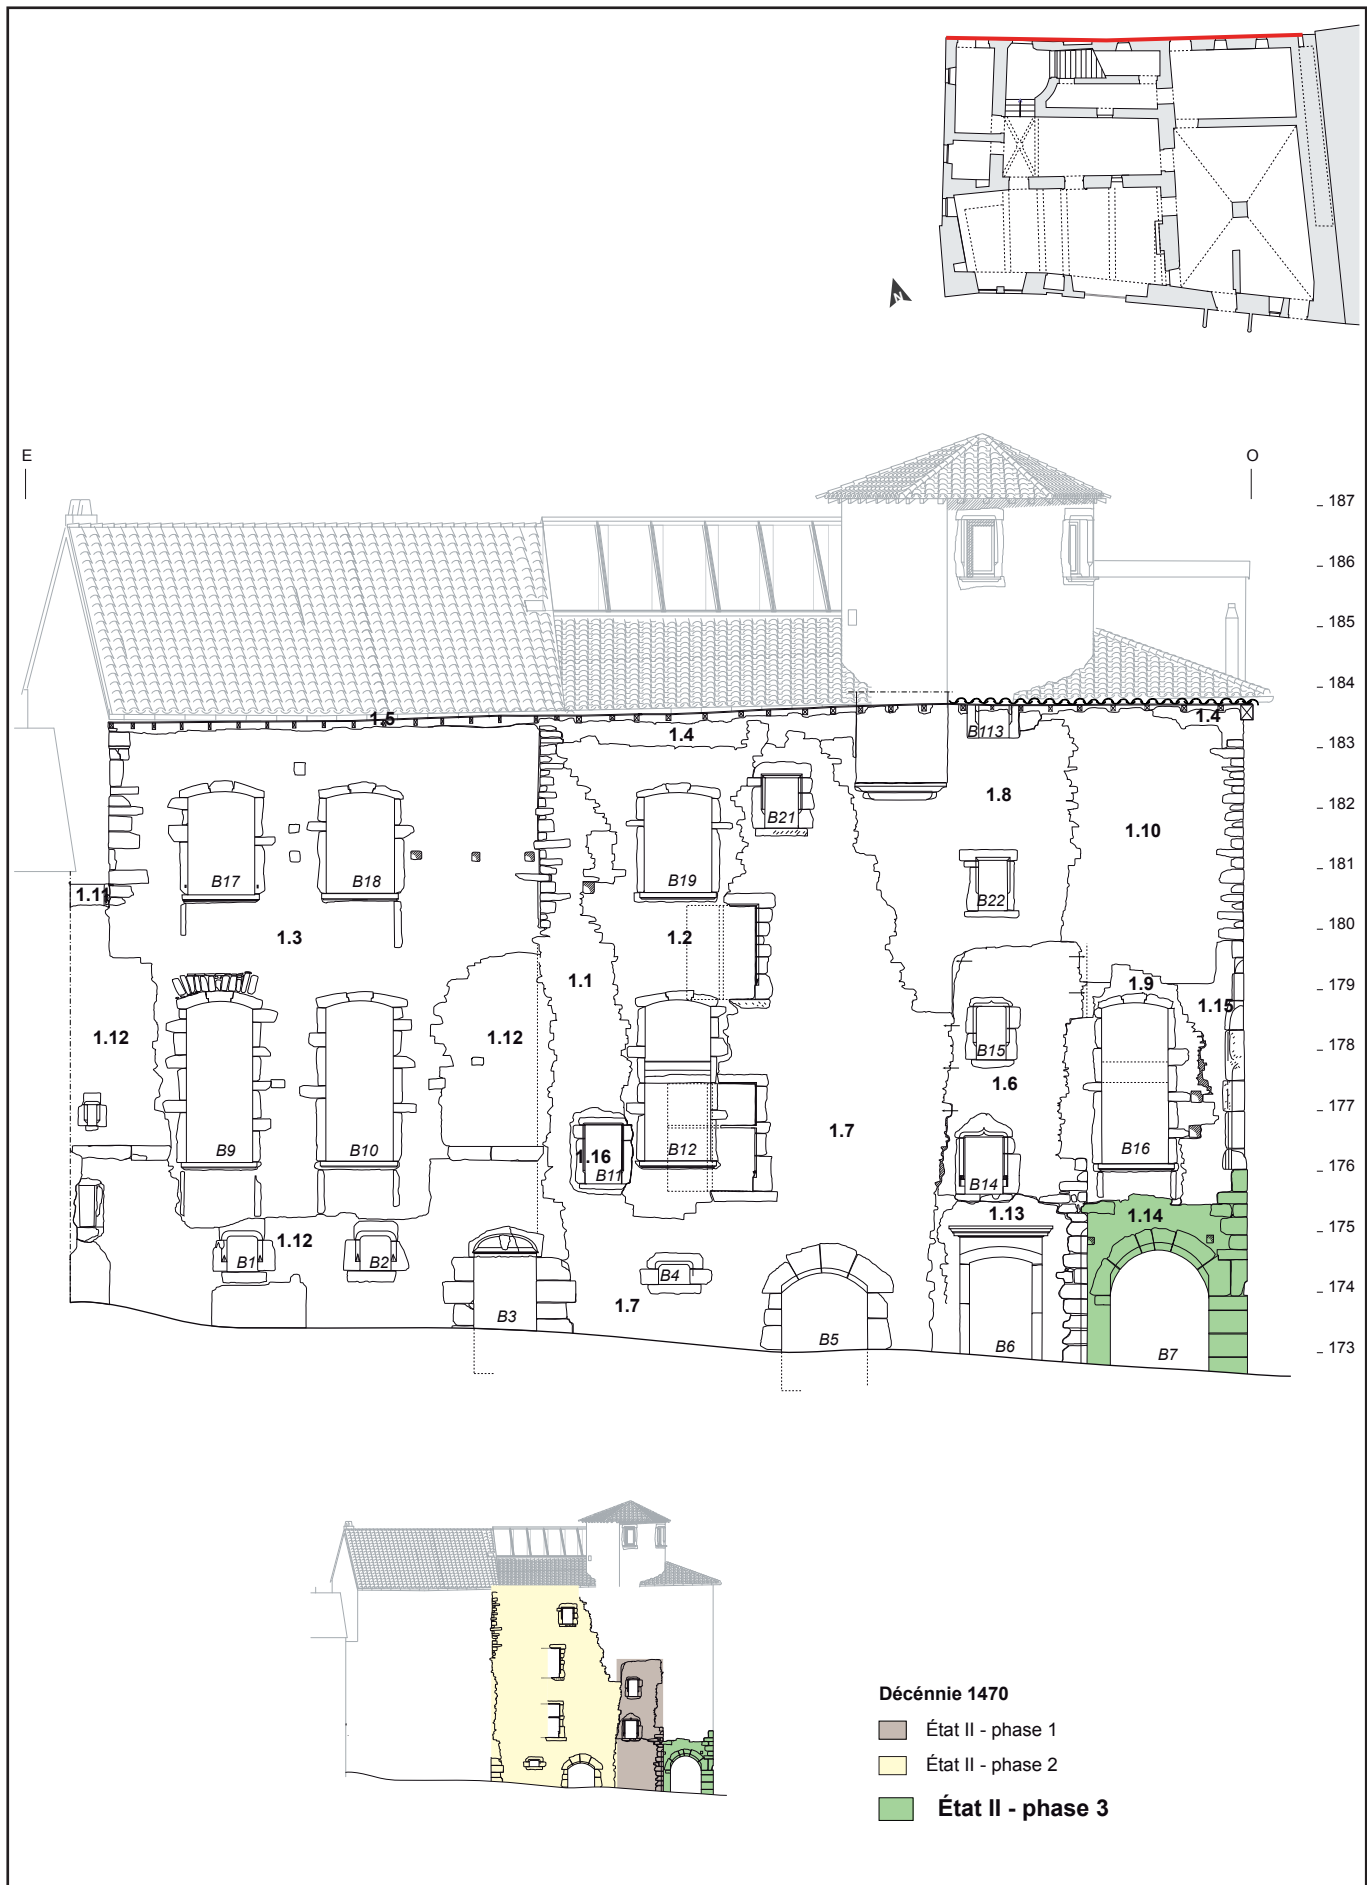 N
E
O
187
186
185
184
1.5
1.4
1.4
B113
183
1.8
182
B21
1.10
181
B17
B18
B19
B22
1.11
180
1.3
1.2
1.1
1.9
179
1.15
1.12
1.12
178
B15
1.6
177
1.7
B9
B10
1.16
B11
B12
B14
B16
176
1.13
1.14
175
1.12
B1
B2
B4
174
1.7
B3
B5
B6
B7
173
Décénnie 1470
État II - phase 1
État II - phase 2
État II - phase 3